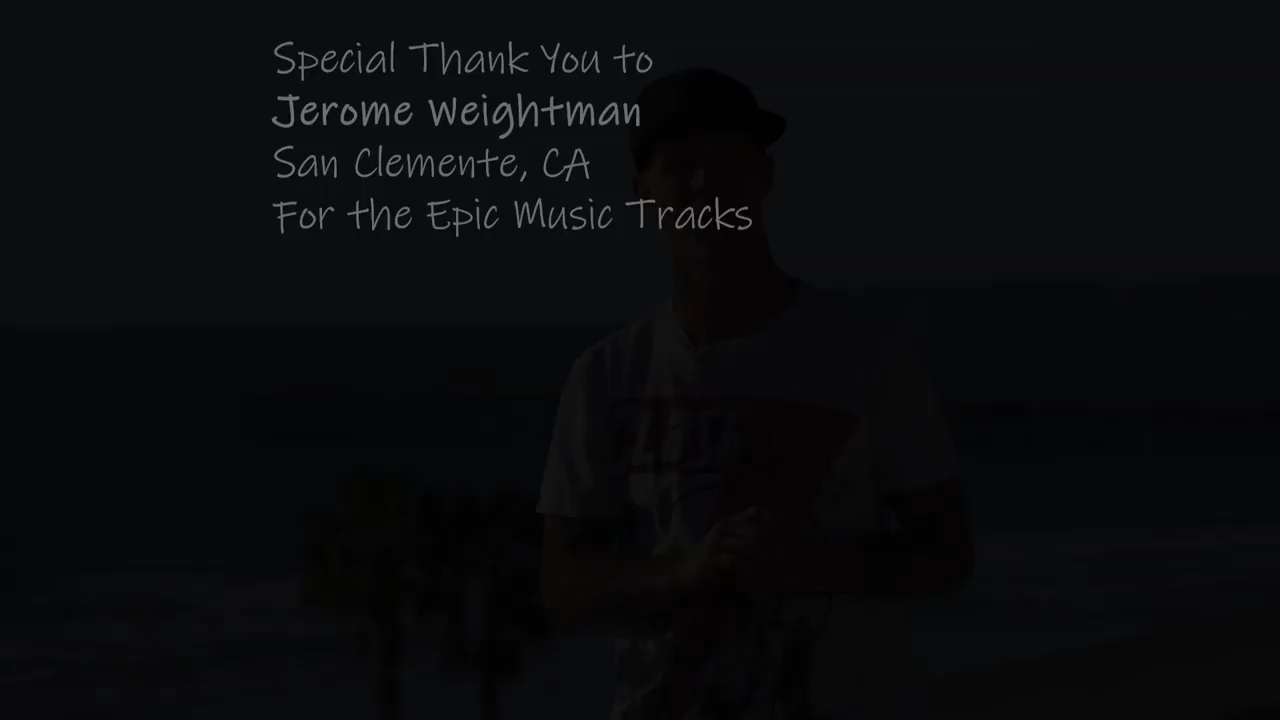 Special Thank You to
Jerome Weightman
San Clemente, CA
For the Epic Music Tracks